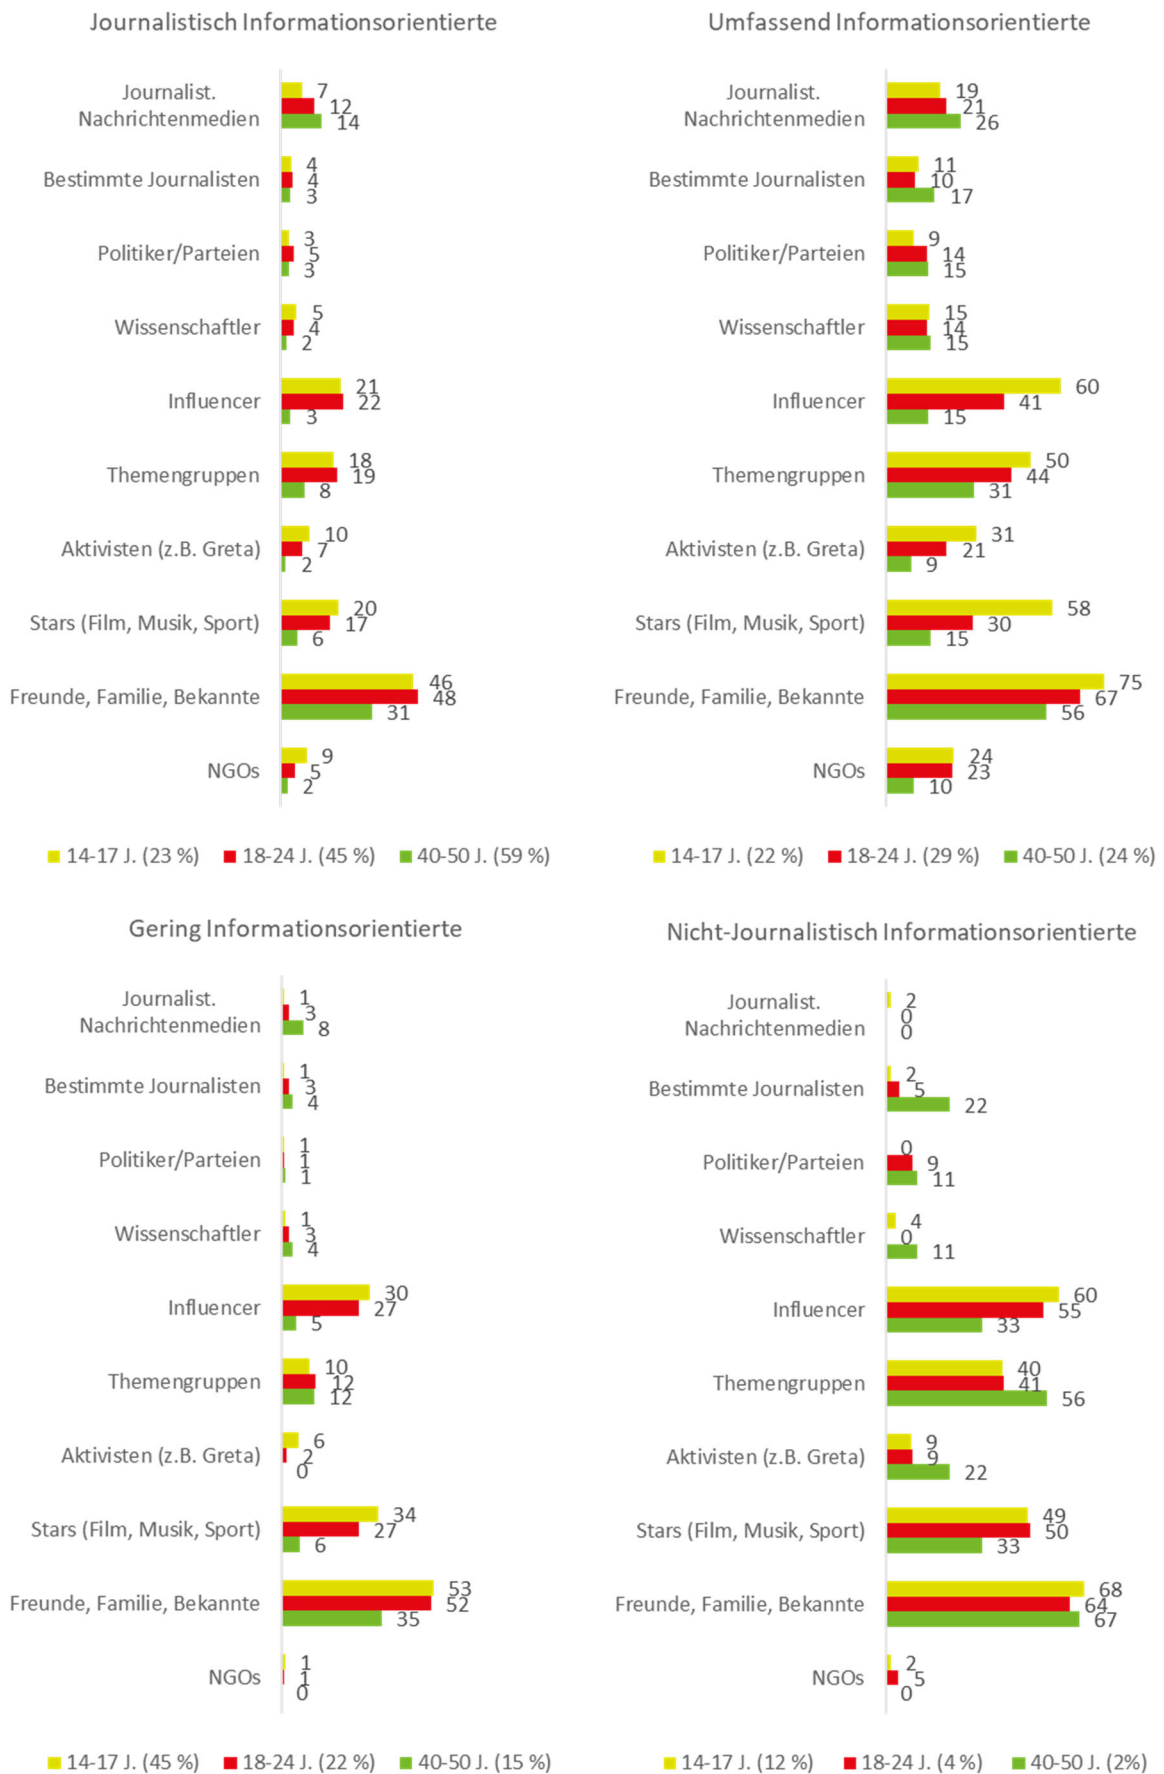 Journalistisch Informationsorientierte
Journalist.
Nachrichtenmedien
7
12
14
Bestimmte Journalisten
4
4
3
Politiker/Parteien
3
5
3
Wissenschaftler
5
4
2
Influencer
21
22
3
Themengruppen
18
19
8
Aktivisten (z.B. Greta)
10
7
2
Stars (Film, Musik, Sport)
20
17
6
Freunde, Familie, Bekannte
46
48
31
NGOs
9
5
2
14-17 J. (23 %) 18-24 J. (45 %) 40-50 J. (59 %)
Umfassend Informationsorientierte
Journalist.
Nachrichtenmedien
19
21
26
Bestimmte Journalisten
11
10
17
Politiker/Parteien
9
14
15
Wissenschaftler
15
14
15
Influencer
60
41
15
Themengruppen
50
44
31
Aktivisten (z.B. Greta)
31
21
9
Stars (Film, Musik, Sport)
58
30
15
Freunde, Familie, Bekannte
75
67
56
NGOs
24
23
10
14-17 J. (22 %) 18-24 J. (29 %) 40-50 J. (24 %)
Gering Informationsorientierte
Journalist.
Nachrichtenmedien
1
3
8
Bestimmte Journalisten
1
3
4
Politiker/Parteien
1
1
1
Wissenschaftler
1
3
4
Influencer
30
27
5
Themengruppen
10
12
12
Aktivisten (z.B. Greta)
6
2
0
Stars (Film, Musik, Sport)
34
27
6
Freunde, Familie, Bekannte
53
52
35
NGOs
1
1
0
14-17 J. (45 %) 18-24 J. (22 %) 40-50 J. (15 %)
Nicht-Journalistisch Informationsorientierte
Journalist.
Nachrichtenmedien
2
0
0
Bestimmte Journalisten
2
5
22
Politiker/Parteien
0
9
11
Wissenschaftler
4
0
11
Influencer
60
55
33
Themengruppen
40
41
56
Aktivisten (z.B. Greta)
9
9
22
Stars (Film, Musik, Sport)
49
50
33
Freunde, Familie, Bekannte
68
64
67
NGOs
2
5
0
14-17 J. (12 %) 18-24 J. (4 %) 40-50 J. (2%)